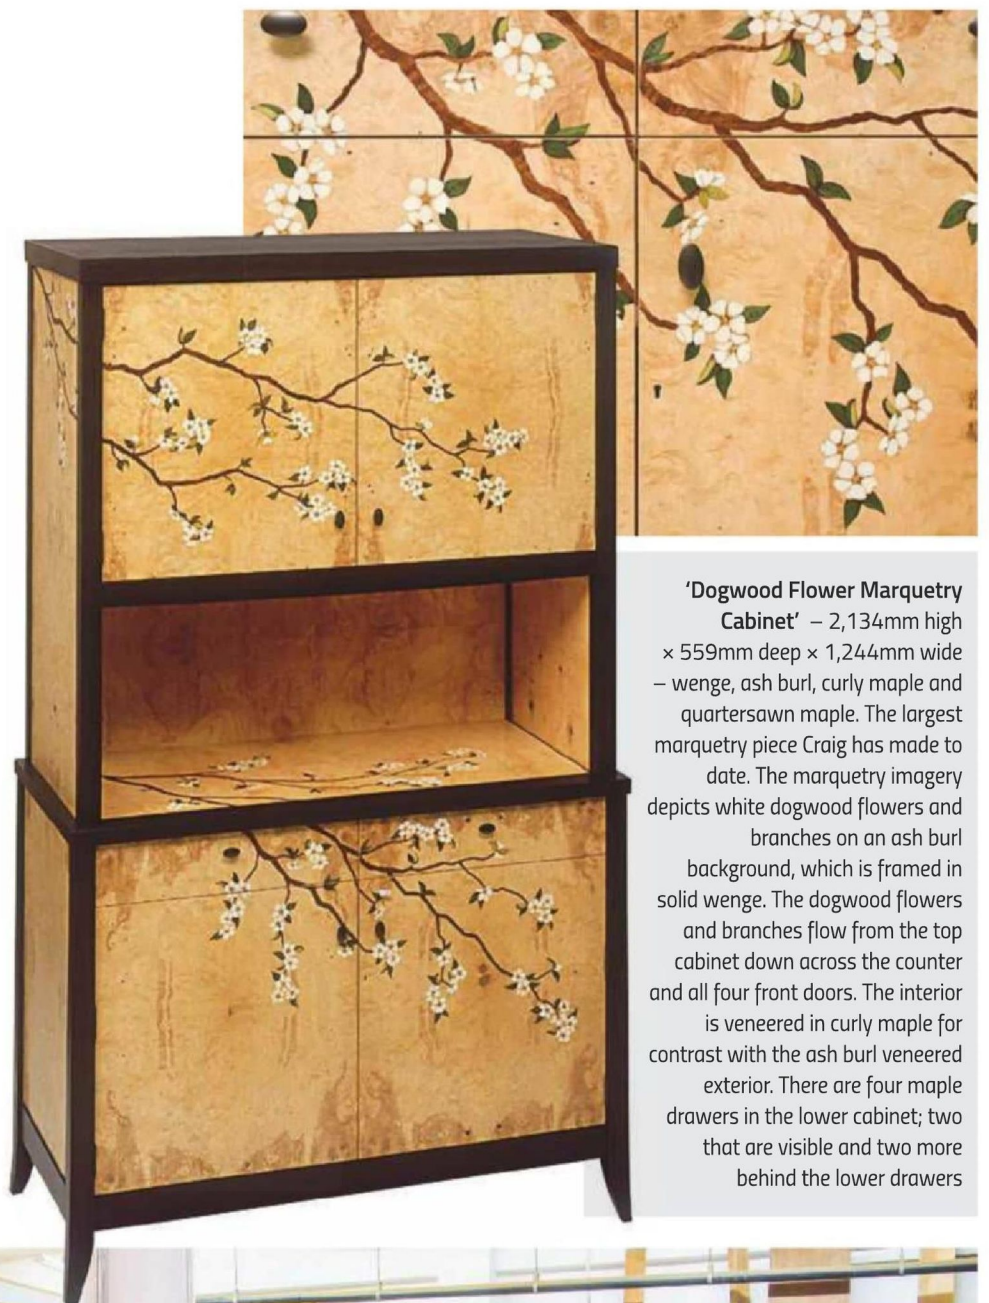 ‘Dogwood Flower Marquetry
Cabinet’ – 2,134mm high
× 559mm deep × 1,244mm wide
– wenge, ash burl, curly maple and
quartersawn maple. The largest
marquetry piece Craig has made to
date. The marquetry imagery
depicts white dogwood flowers and
branches on an ash burl
background, which is framed in
solid wenge. The dogwood flowers
and branches flow from the top
cabinet down across the counter
and all four front doors. The interior
is veneered in curly maple for
contrast with the ash burl veneered
exterior. There are four maple
drawers in the lower cabinet; two
that are visible and two more
behind the lower drawers